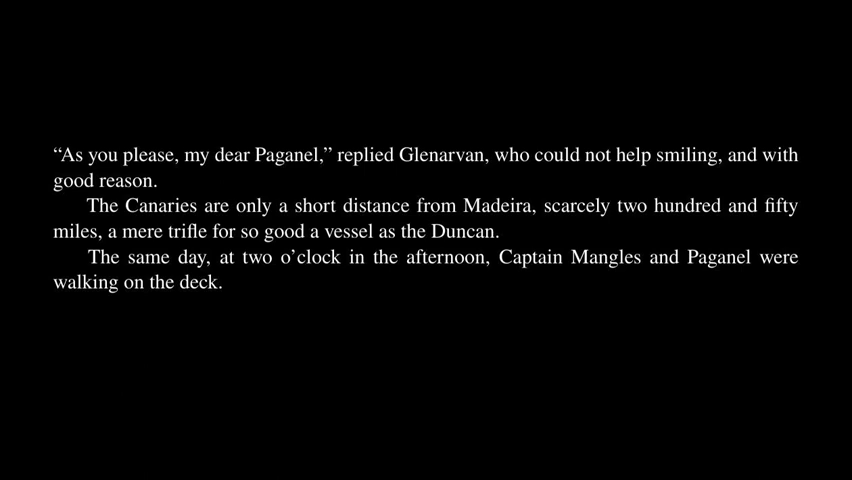 “As you please, my dear Paganel,” replied Glenarvan, who could not help smiling, and with
good reason.
The Canaries are only a short distance from Madeira, scarcely two hundred and fifty
miles, a mere trifle for so good a vessel as the Duncan.
The same day, at two o’clock in the afternoon, Captain Mangles and Paganel were
walking on the deck.